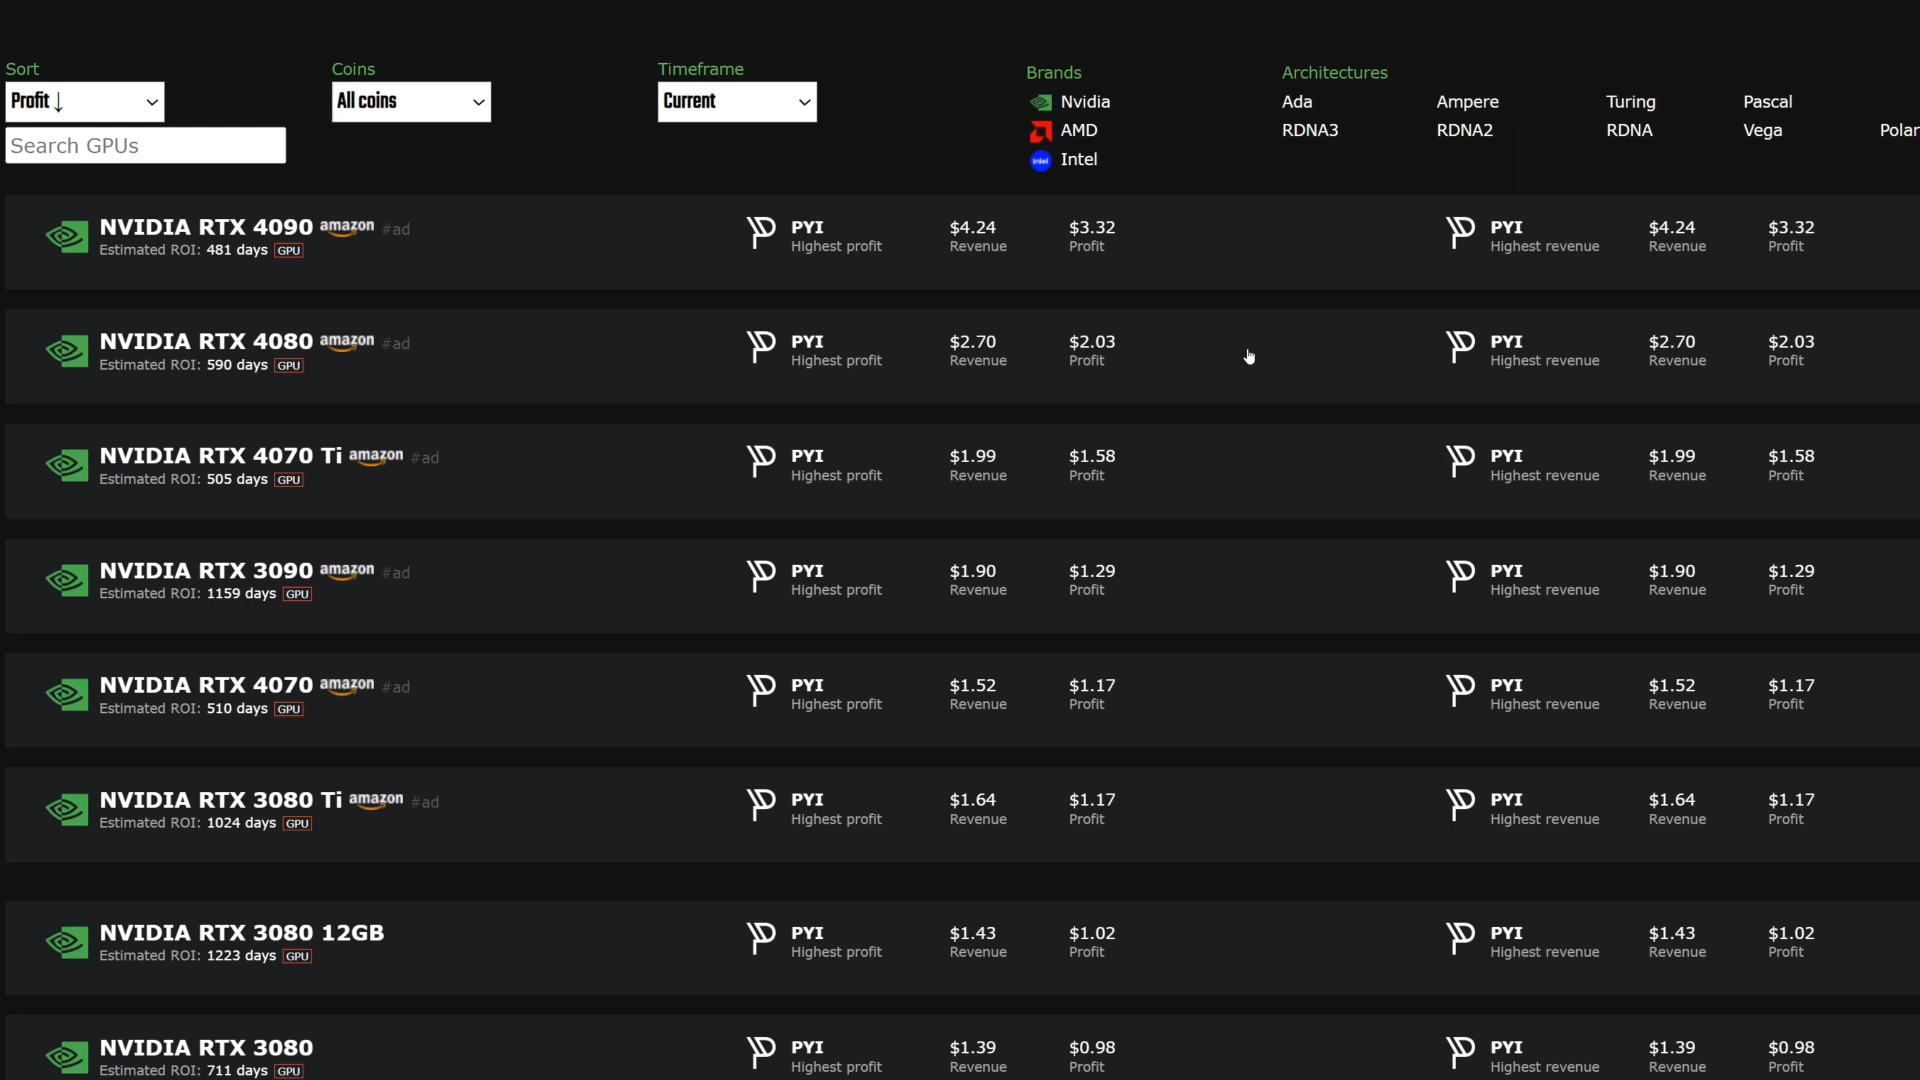 Sort
Profit ↓
Search GPUs
Coins
All coins
Timeframe
Current
Brands
Nvidia
AMD
intel Intel
Architectures
Ada Ampere Turing Pascal
RDNA3 RDNA2 RDNA Vega Polar
NVIDIA RTX 4090 amazon #ad
Estimated ROI: 481 days GPU
PYI $4.24 $3.32
Highest profit Revenue Profit
PYI $4.24 $3.32
Highest revenue Revenue Profit
NVIDIA RTX 4080 amazon #ad
Estimated ROI: 590 days GPU
PYI $2.70 $2.03
Highest profit Revenue Profit
PYI $2.70 $2.03
Highest revenue Revenue Profit
NVIDIA RTX 4070 Ti amazon #ad
Estimated ROI: 505 days GPU
PYI $1.99 $1.58
Highest profit Revenue Profit
PYI $1.99 $1.58
Highest revenue Revenue Profit
NVIDIA RTX 3090 amazon #ad
Estimated ROI: 1159 days GPU
PYI $1.90 $1.29
Highest profit Revenue Profit
PYI $1.90 $1.29
Highest revenue Revenue Profit
NVIDIA RTX 4070 amazon #ad
Estimated ROI: 510 days GPU
PYI $1.52 $1.17
Highest profit Revenue Profit
PYI $1.52 $1.17
Highest revenue Revenue Profit
NVIDIA RTX 3080 Ti amazon #ad
Estimated ROI: 1024 days GPU
PYI $1.64 $1.17
Highest profit Revenue Profit
PYI $1.64 $1.17
Highest revenue Revenue Profit
NVIDIA RTX 3080 12GB
Estimated ROI: 1223 days GPU
PYI $1.43 $1.02
Highest profit Revenue Profit
PYI $1.43 $1.02
Highest revenue Revenue Profit
NVIDIA RTX 3080
Estimated ROI: 711 days GPU
PYI $1.39 $0.98
Highest profit Revenue Profit
PYI $1.39 $0.98
Highest revenue Revenue Profit